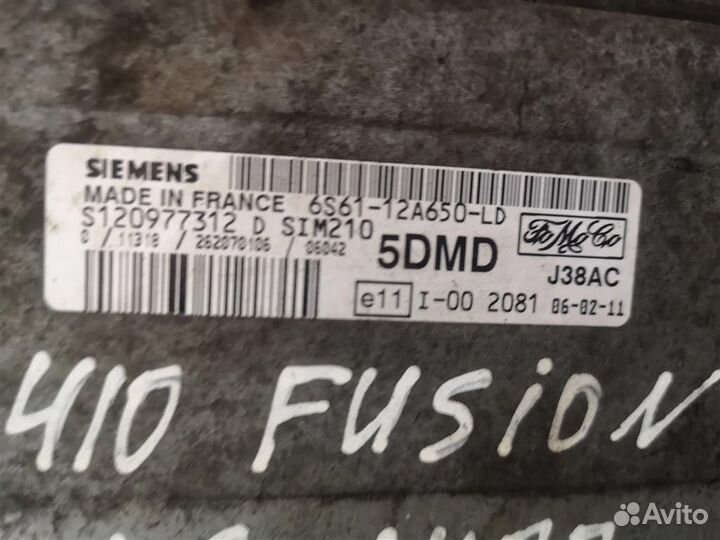 SIEMENS
MADE IN FRANCE 6S61-12A650-LD
S120977312 D SIM210
0 / 11318 / 262070106 / 06042
5DMD
FoMoCo
J38AC
e11 I-00 2081 06-02-11
410 FUSION
Avito